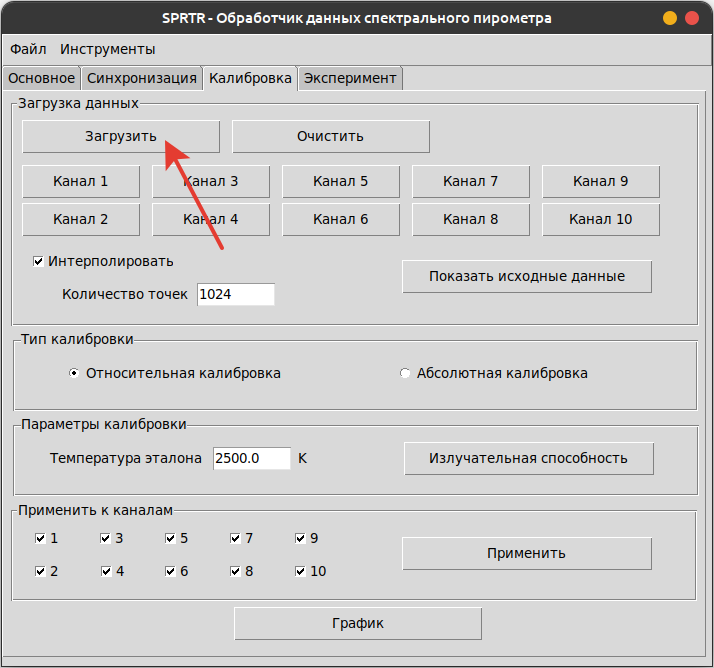 SPRTR - Обработчик данных спектрального пирометра
Файл Инструменты
Основное Синхронизация Калибровка Эксперимент
Загрузка данных
Загрузить Очистить
Канал 1 Канал 3 Канал 5 Канал 7 Канал 9
Канал 2 Канал 4 Канал 6 Канал 8 Канал 10
Интерполировать
Показать исходные данные
Количество точек 1024
Тип калибровки
Относительная калибровка Абсолютная калибровка
Параметры калибровки
Температура эталона 2500.0 K Излучательная способность
Применить к каналам
1 3 5 7 9
Применить
2 4 6 8 10
График